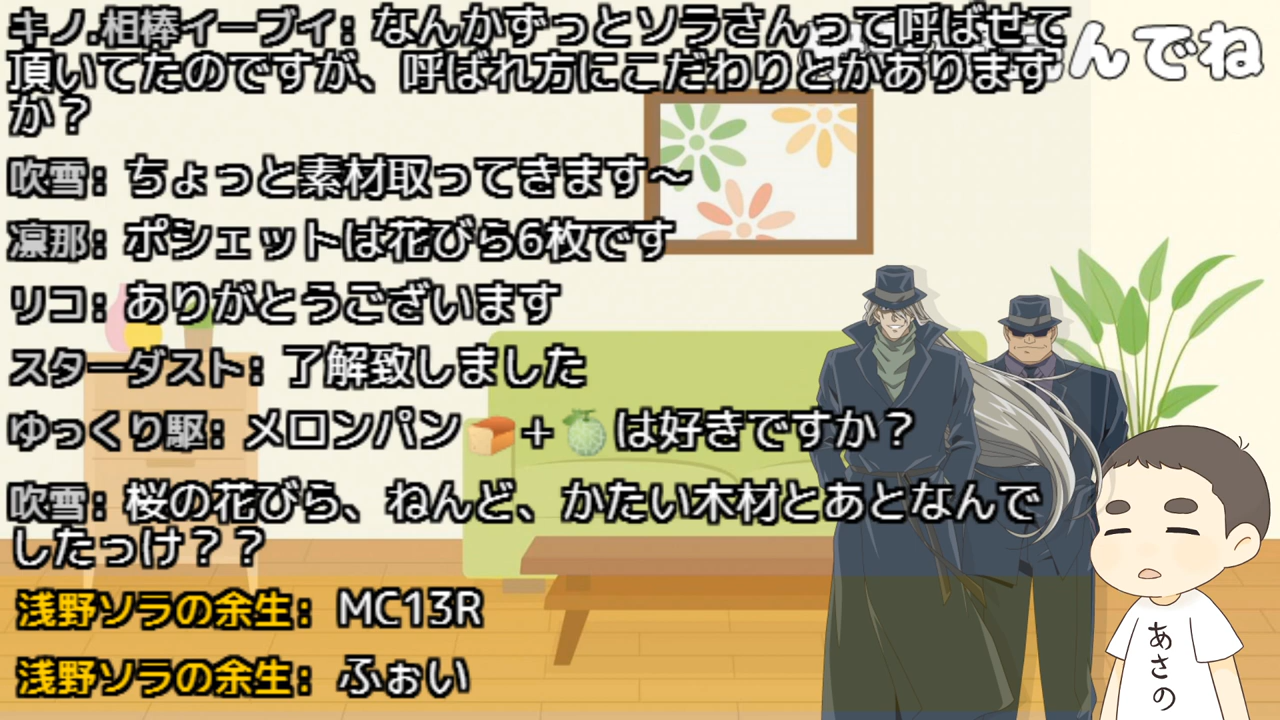 キノ.相棒イーブイ: なんかずっとソラさんって呼ばせて
頂いてたのですが、呼ばれ方にこだわりとかあります
か？
んでね
吹雪: ちょっと素材取ってきます～
凛那: ポシェットは花びら6枚です
リコ: ありがとうございます
スターダスト: 了解致しました
ゆっくり駆: メロンパン🍞+🍈は好きですか？
吹雪: 桜の花びら、ねんど、かたい木材とあとなんで
したっけ？？
浅野ソラの余生: MC13R
浅野ソラの余生: ふぉい
あさの